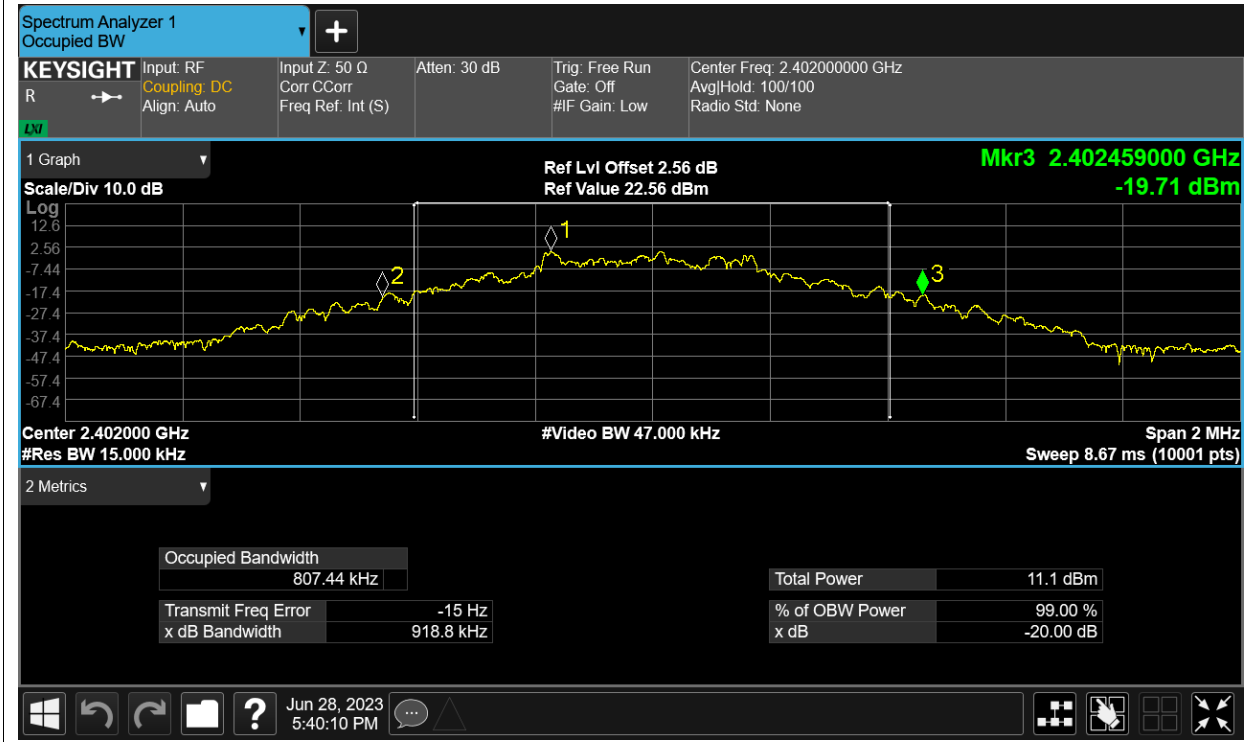 Spectrum Analyzer 1
Occupied BW
KEYSIGHT
R
LXI
Input: RF
Coupling: DC
Align: Auto
Input Z: 50 Ω
Corr CCorr
Freq Ref: Int (S)
Atten: 30 dB
Trig: Free Run
Gate: Off
#IF Gain: Low
Center Freq: 2.402000000 GHz
Avg|Hold: 100/100
Radio Std: None
1 Graph
Scale/Div 10.0 dB
Ref Lvl Offset 2.56 dB
Ref Value 22.56 dBm
Mkr3 2.402459000 GHz
-19.71 dBm
Log
12.6
2.56
-7.44
-17.4
-27.4
-37.4
-47.4
-57.4
-67.4
1
2
3
Center 2.402000 GHz
#Video BW 47.000 kHz
Span 2 MHz
#Res BW 15.000 kHz
Sweep 8.67 ms (10001 pts)
2 Metrics
Occupied Bandwidth
807.44 kHz
Total Power 11.1 dBm
Transmit Freq Error -15 Hz
% of OBW Power 99.00 %
x dB Bandwidth 918.8 kHz
x dB -20.00 dB
?
Jun 28, 2023
5:40:10 PM